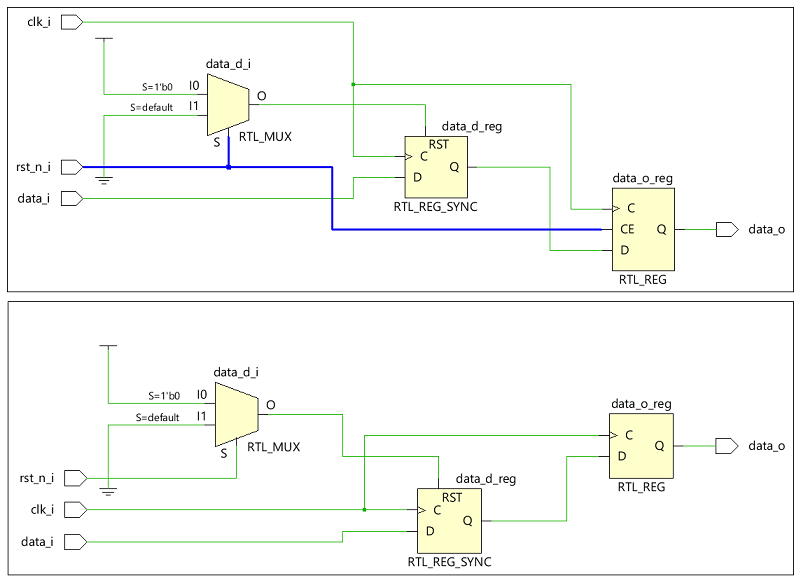 clk_i
data_d_i
S=1'b0 I0
O
S=default I1
data_d_reg
S
RTL_MUX
RST
C
Q
rst_n_i
D
data_o_reg
data_i
RTL_REG_SYNC
C
CE
Q
data_o
D
RTL_REG
data_d_i
S=1'b0 I0
data_o_reg
O
S=default I1
C
Q
data_o
S
RTL_MUX
D
rst_n_i
data_d_reg
RTL_REG
RST
clk_i
C
Q
D
data_i
RTL_REG_SYNC